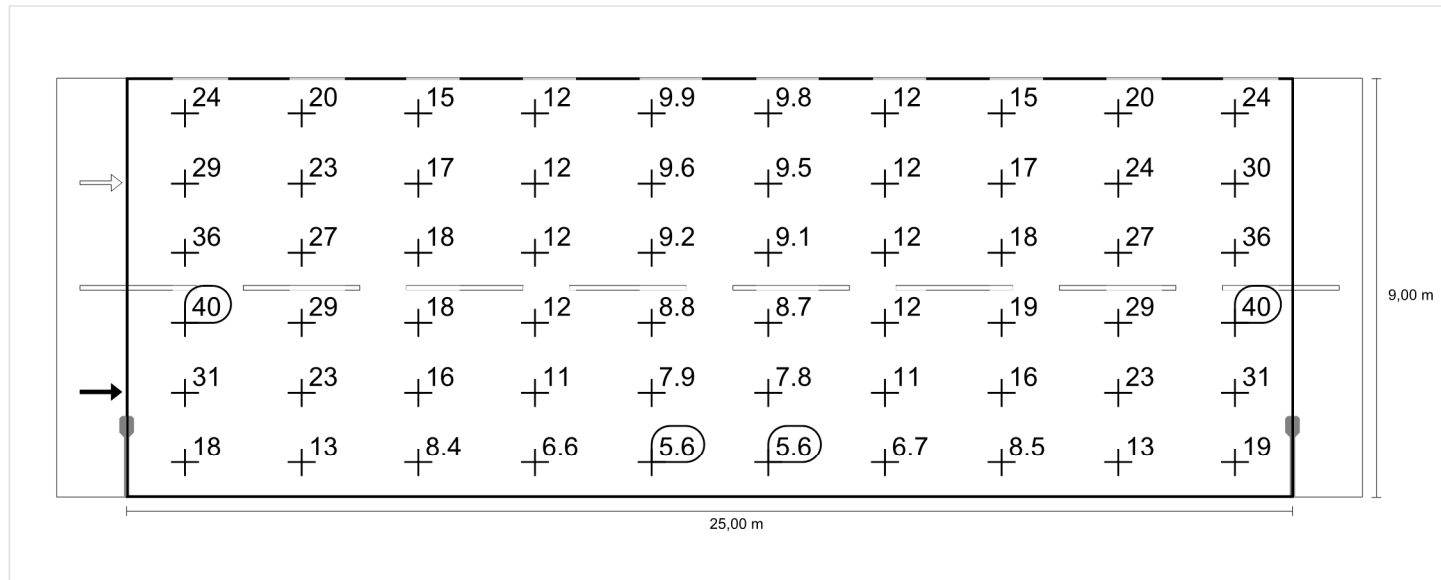 24 20 15 12 9.9 9.8 12 15 20 24
29 23 17 12 9.6 9.5 12 17 24 30
36 27 18 12 9.2 9.1 12 18 27 36
40 29 18 12 8.8 8.7 12 19 29 40
9,00 m
31 23 16 11 7.9 7.8 11 16 23 31
18 13 8.4 6.6 5.6 5.6 6.7 8.5 13 19
25,00 m